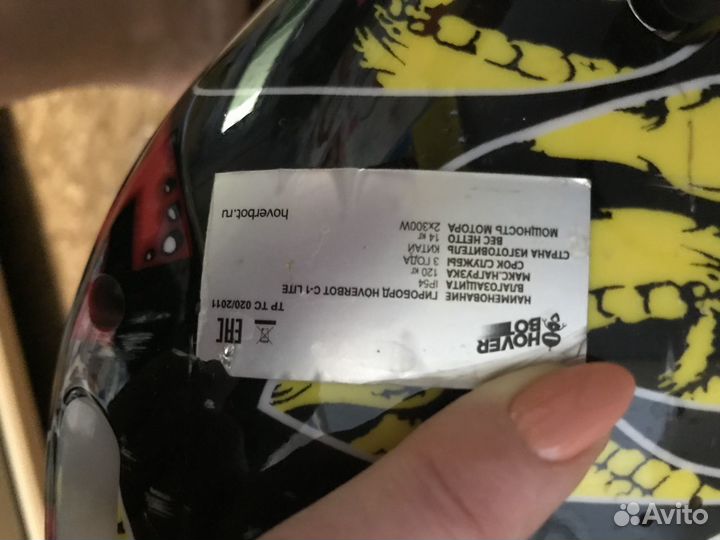 HOVER
BOT
НАИМЕНОВАНИЕ ГИРОБОРД HOVERBOT C-1 LITE
ВЛАГОЗАЩИТА IP54
МАКС.НАГРУЗКА 120 кг
СРОК СЛУЖБЫ 3 ГОДА
СТРАНА ИЗГОТОВИТЕЛЬ КИТАЙ
ВЕС НЕТТО 14 кг
МОЩНОСТЬ МОТОРА 2x300W
ТР ТС 020/2011
EAC
hoverbot.ru
Avito